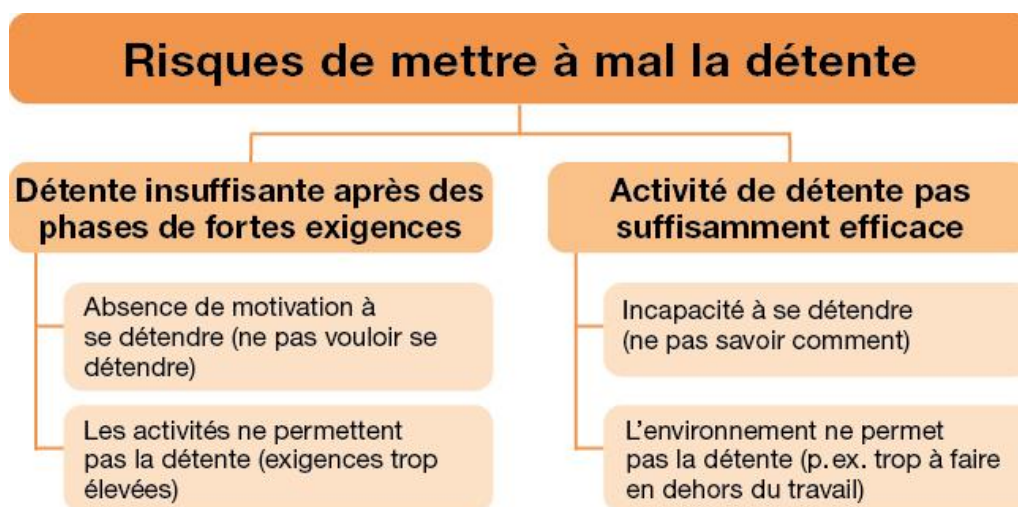 Risques de mettre à mal la détente
Détente insuffisante après des
phases de fortes exigences
Absence de motivation à
se détendre (ne pas vouloir se
détendre)
Les activités ne permettent
pas la détente (exigences trop
élevées)
Activité de détente pas
suffisamment efficace
Incapacité à se détendre
(ne pas savoir comment)
L'environnement ne permet
pas la détente (p. ex. trop à faire
en dehors du travail)